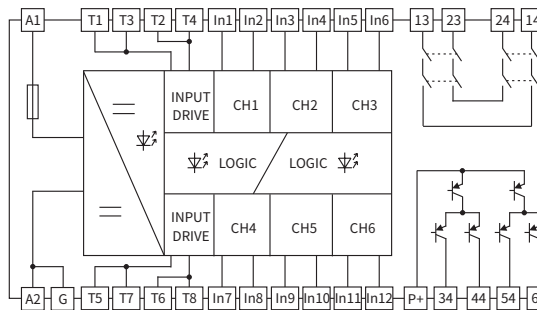 A1 T1 T3 T2 T4 In1 In2 In3 In4 In5 In6 13 23 24 14
INPUT DRIVE CH1 CH2 CH3
LOGIC LOGIC
INPUT DRIVE CH4 CH5 CH6
A2 G T5 T7 T6 T8 In7 In8 In9 In10 In11 In12 P+ 34 44 54